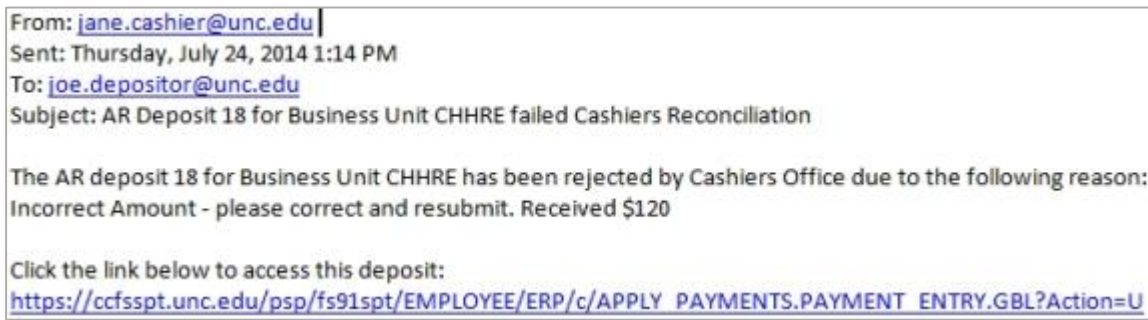 From: jane.cashier@unc.edu
Sent: Thursday, July 24, 2014 1:14 PM
To: joe.depositor@unc.edu
Subject: AR Deposit 18 for Business Unit CHHRE failed Cashiers Reconciliation
The AR deposit 18 for Business Unit CHHRE has been rejected by Cashiers Office due to the following reason:
Incorrect Amount - please correct and resubmit. Received $120
Click the link below to access this deposit:
https://ccfsspt.unc.edu/psp/fs91spt/EMPLOYEE/ERP/c/APPLY_PAYMENTS.PAYMENT_ENTRY.GBL?Action=U